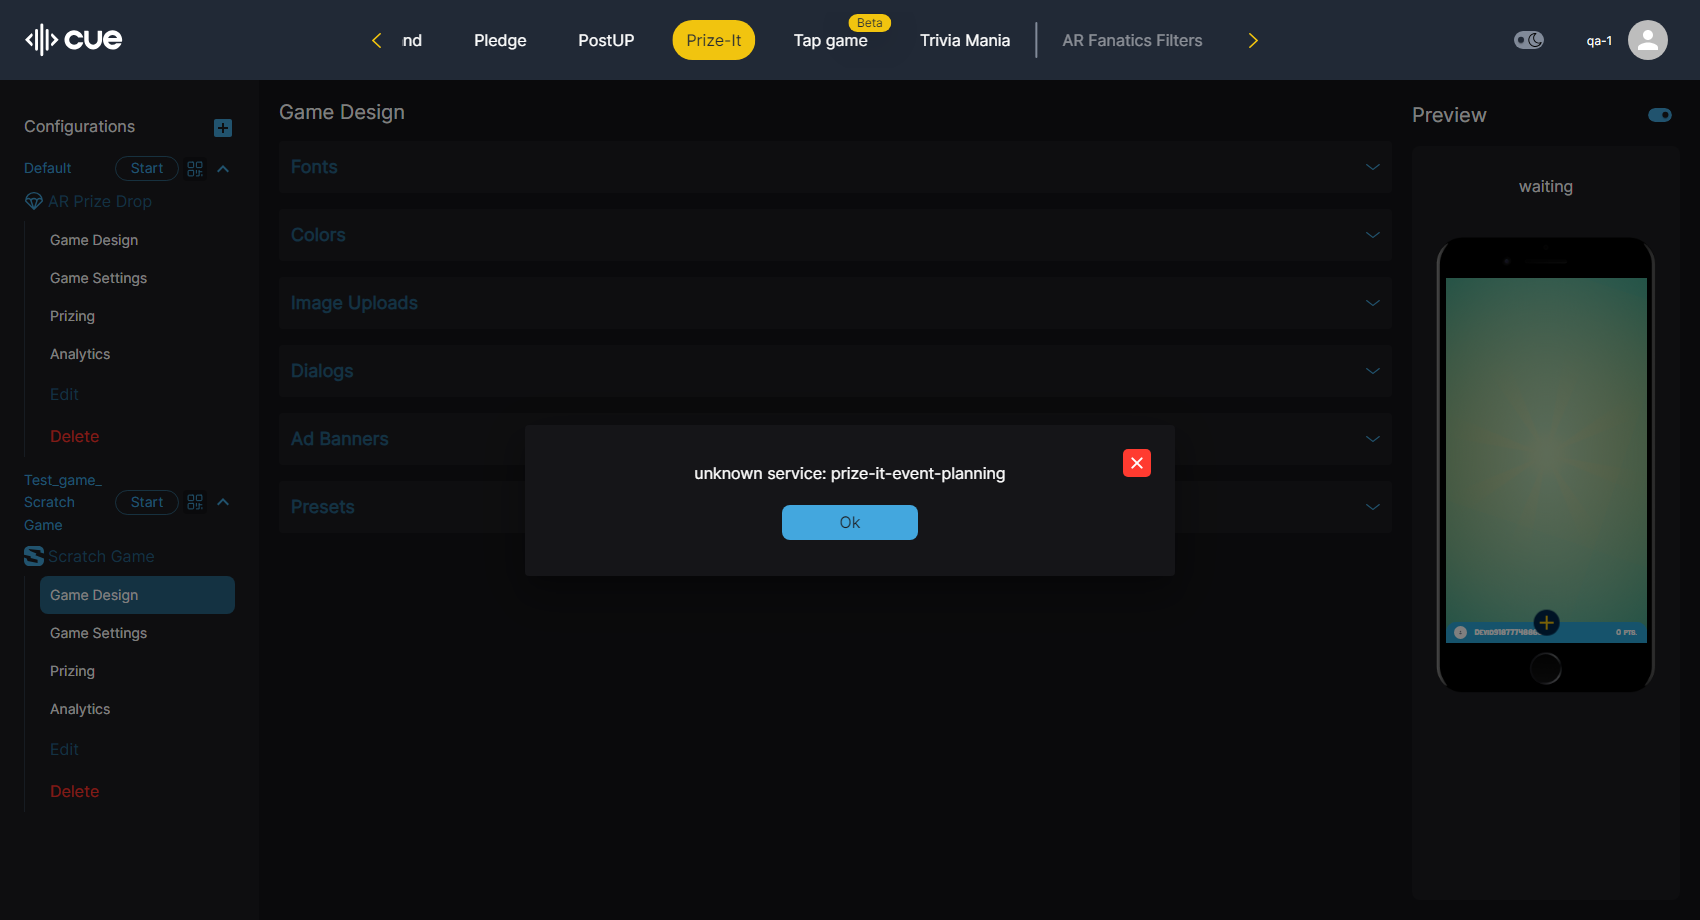 cue
nd
Pledge
PostUP
Prize-It
Beta
Tap game
Trivia Mania
AR Fanatics Filters
qa-1
Configurations
Default
Start
AR Prize Drop
Game Design
Game Settings
Prizing
Analytics
Edit
Delete
Test_game_
Scratch
Game
Start
Scratch Game
Game Design
Game Settings
Prizing
Analytics
Edit
Delete
Game Design
Fonts
Colors
Image Uploads
Dialogs
Ad Banners
Presets
unknown service: prize-it-event-planning
Ok
Preview
waiting
0 PTS.